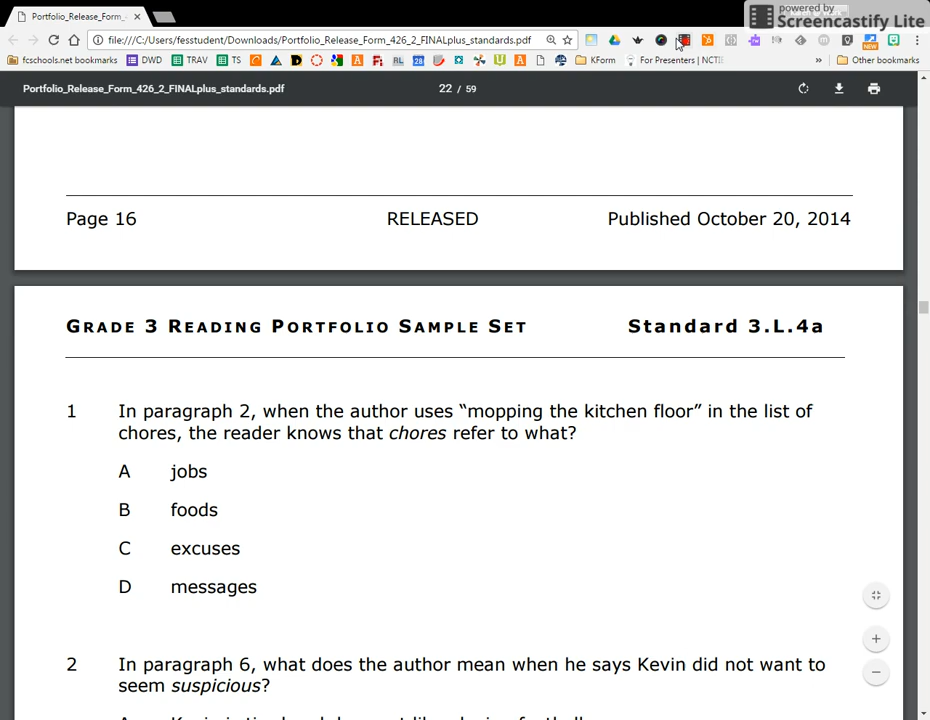 Portfolio_Release_Form_
powered by
Screencastify Lite
file:///C:/Users/fesstudent/Downloads/Portfolio_Release_Form_426_2_FINALplus_standards.pdf
fcschools.net bookmarks DWD TRAV TS KForm For Presenters | NCTI » Other bookmarks
Portfolio_Release_Form_426_2_FINALplus_standards.pdf 22 / 59
Page 16 RELEASED Published October 20, 2014
GRADE 3 READING PORTFOLIO SAMPLE SET Standard 3.L.4a
1 In paragraph 2, when the author uses “mopping the kitchen floor” in the list of
chores, the reader knows that chores refer to what?
A jobs
B foods
C excuses
D messages
2 In paragraph 6, what does the author mean when he says Kevin did not want to
seem suspicious?